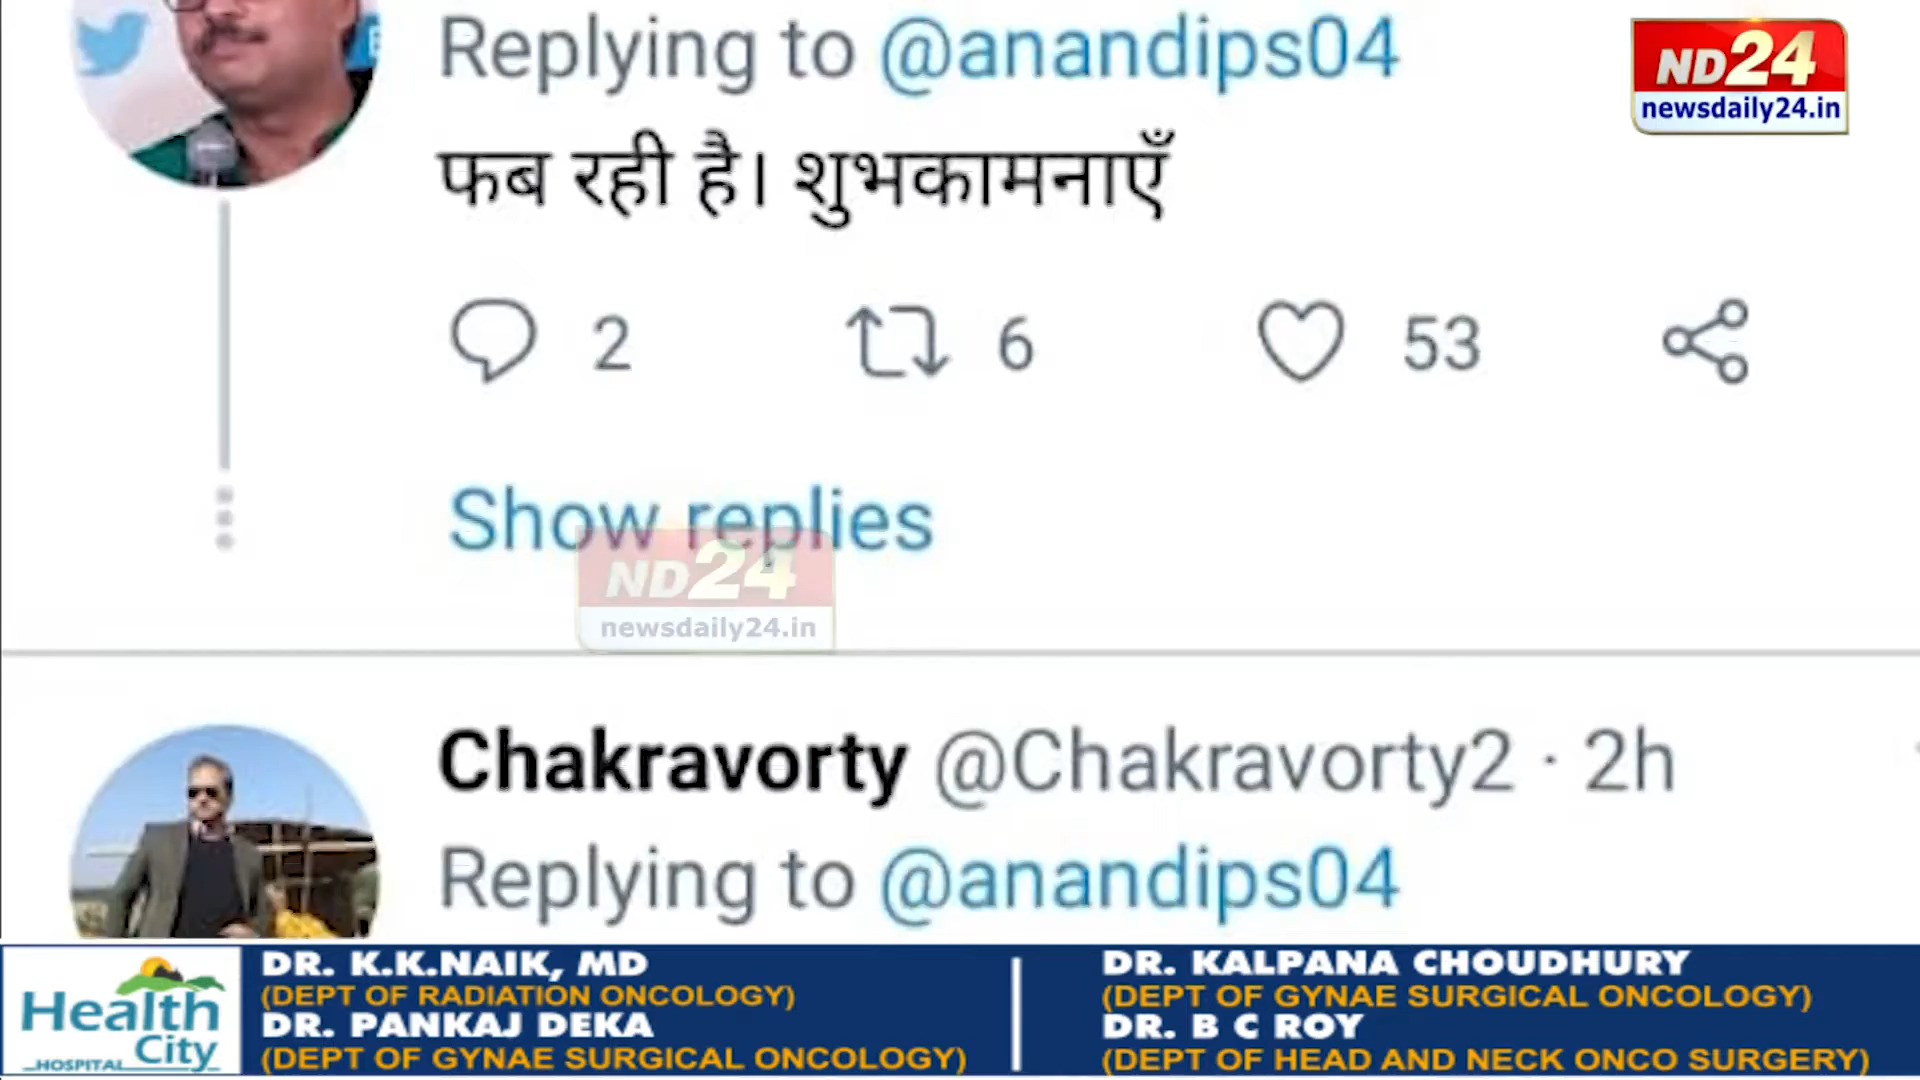 Replying to @anandips04
फब रही है। शुभकामनाएँ
2 6 53
Show replies
Chakravorty @Chakravorty2 · 2h
Replying to @anandips04
ND24
newsdaily24.in
ND24
newsdaily24.in
Health
City
HOSPITAL
DR. K.K.NAIK, MD
(DEPT OF RADIATION ONCOLOGY)
DR. PANKAJ DEKA
(DEPT OF GYNAE SURGICAL ONCOLOGY)
DR. KALPANA CHOUDHURY
(DEPT OF GYNAE SURGICAL ONCOLOGY)
DR. B C ROY
(DEPT OF HEAD AND NECK ONCO SURGERY)